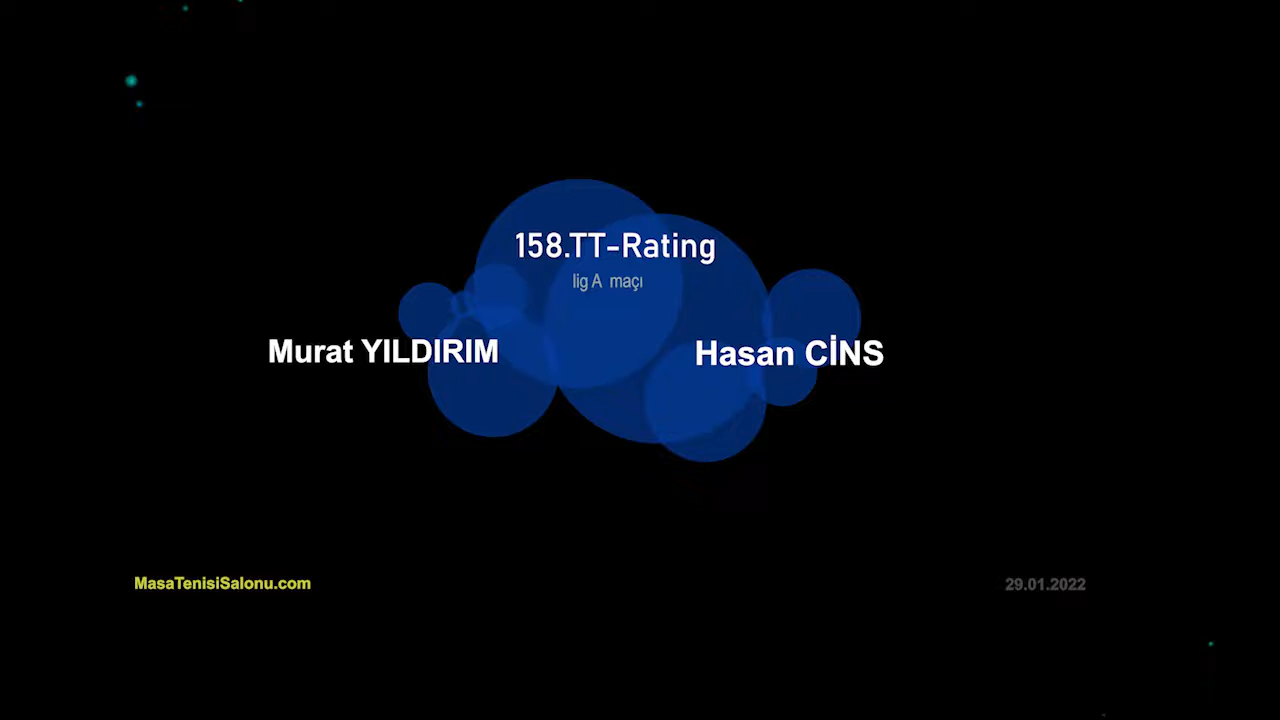 158.TT-Rating
lig A maçı
Murat YILDIRIM
Hasan CİNS
MasaTenisiSalonu.com
29.01.2022